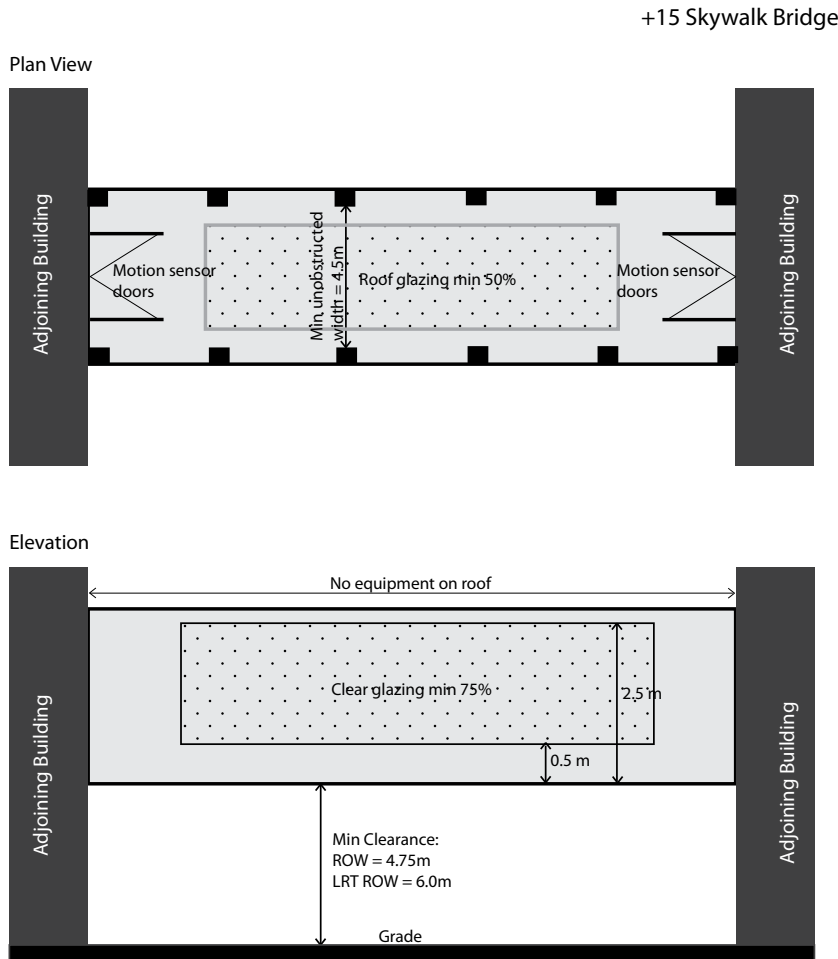 +15 Skywalk Bridge
Plan View
Adjoining Building
Motion sensor
doors
Min unobstructed
width = 4.5m
Roof glazing min 50%
Motion sensor
doors
Adjoining Building
Elevation
No equipment on roof
Adjoining Building
Clear glazing min 75%
2.5 m
0.5 m
Adjoining Building
Min Clearance:
ROW = 4.75m
LRT ROW = 6.0m
Grade